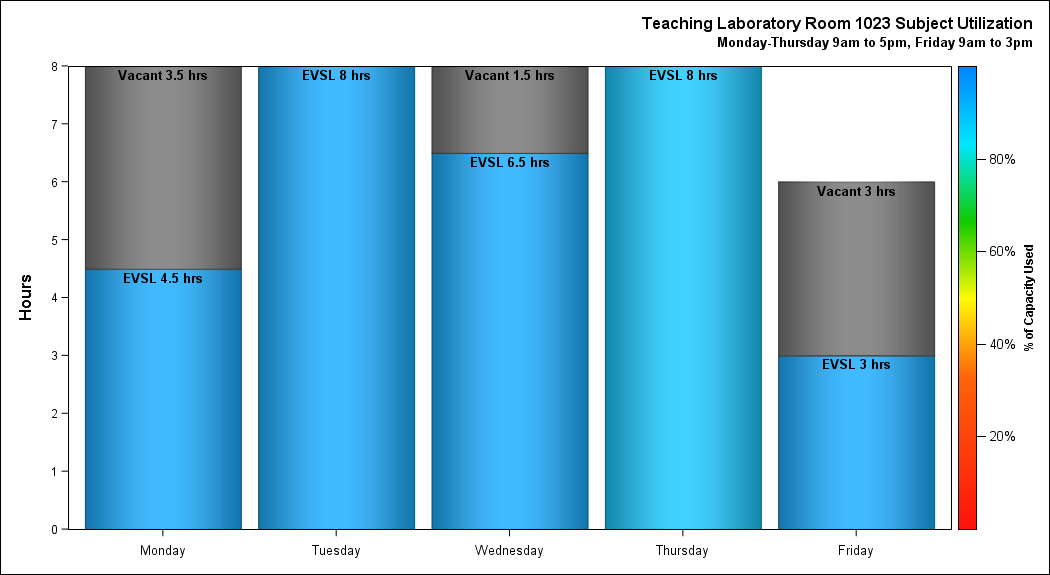 Teaching Laboratory Room 1023 Subject Utilization
Monday-Thursday 9am to 5pm, Friday 9am to 3pm
Hours
8
7
6
5
4
3
2
1
0
Vacant 3.5 hrs
EVSL 4.5 hrs
EVSL 8 hrs
Vacant 1.5 hrs
EVSL 6.5 hrs
EVSL 8 hrs
Vacant 3 hrs
EVSL 3 hrs
Monday
Tuesday
Wednesday
Thursday
Friday
80%
60%
40%
20%
% of Capacity Used